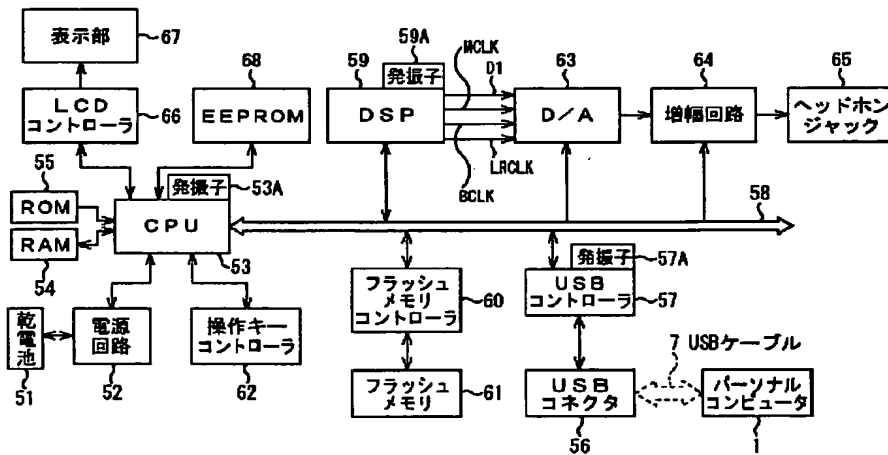 表示部
67
LCD
コントローラ
66
68
EEPROM
59
59A
発振子
DSP
MCLK
D1
BCLK
LRCLK
63
D/A
64
増幅回路
65
ヘッドホン
ジャック
55
ROM
RAM
54
発振子
53A
CPU
53
58
乾電池
51
電源
回路
52
操作キー
コントローラ
62
フラッシュ
メモリ
コントローラ
60
フラッシュ
メモリ
61
発振子
57A
USB
コントローラ
57
USB
コネクタ
56
7 USBケーブル
パーソナル
コンピュータ
1